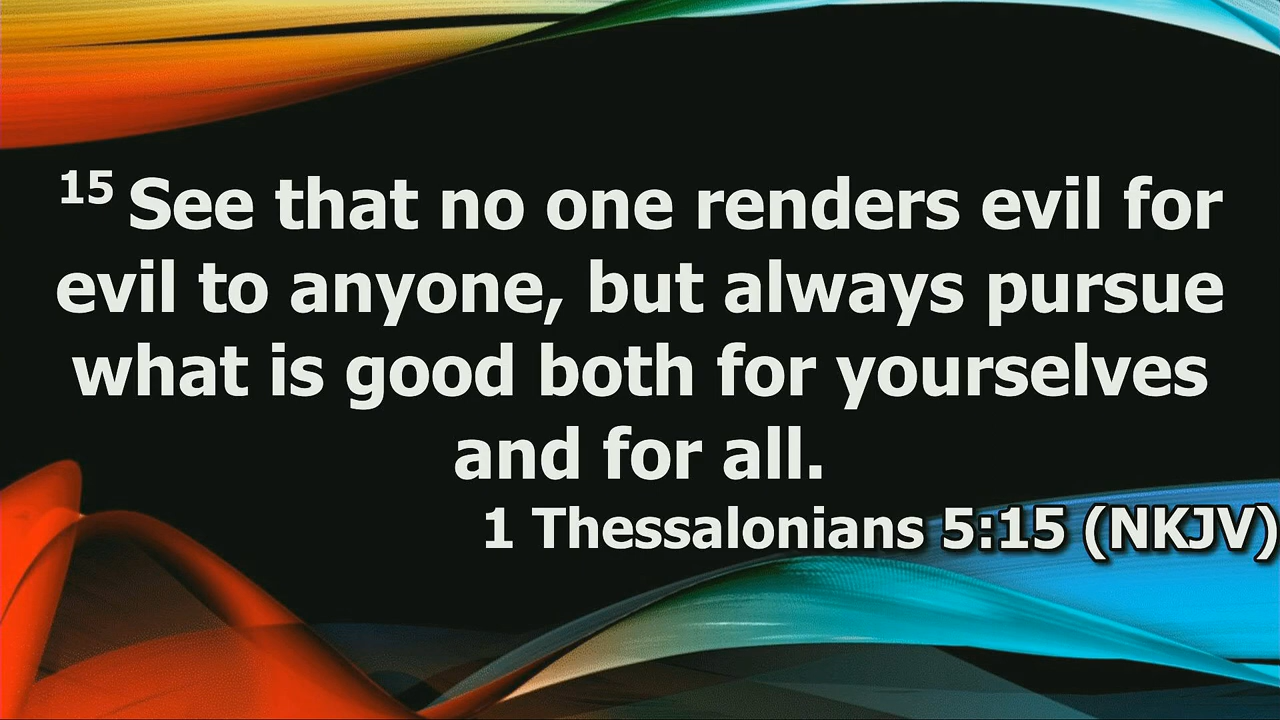 15 See that no one renders evil for
evil to anyone, but always pursue
what is good both for yourselves
and for all.
1 Thessalonians 5:15 (NKJV)